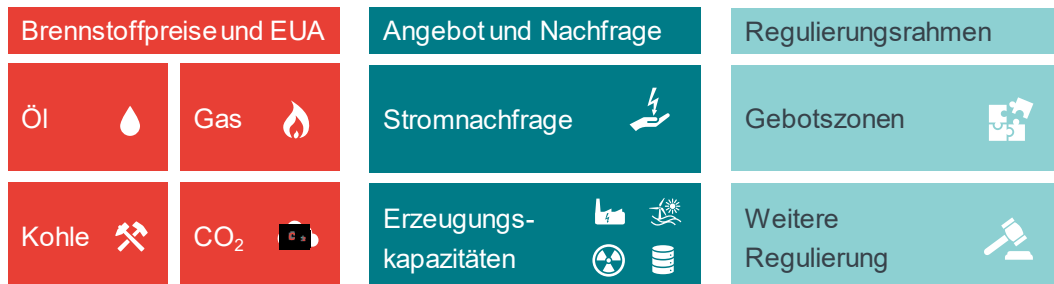 Brennstoffpreise und EUA
Öl
Gas
Kohle
CO₂
Angebot und Nachfrage
Stromnachfrage
Erzeugungs-
kapazitäten
Regulierungsrahmen
Gebotszonen
Weitere
Regulierung